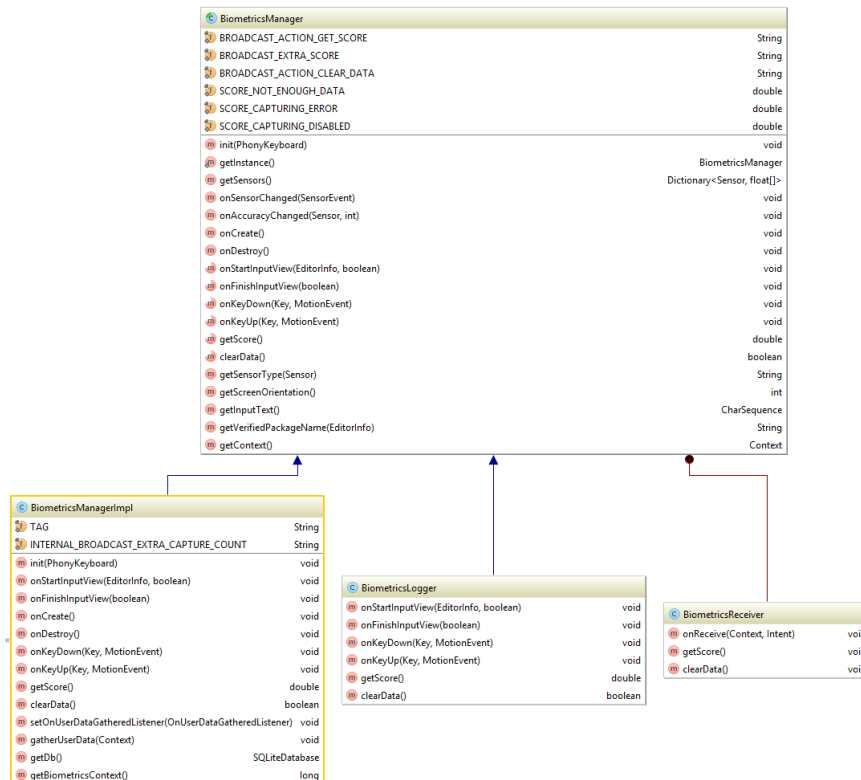 BiometricsManager
BROADCAST_ACTION_GET_SCORE String
BROADCAST_EXTRA_SCORE String
BROADCAST_ACTION_CLEAR_DATA String
SCORE_NOT_ENOUGH_DATA double
SCORE_CAPTURING_ERROR double
SCORE_CAPTURING_DISABLED double
init(PhonyKeyboard) void
getInstance() BiometricsManager
getSensors() Dictionary<Sensor, float[]>
onSensorChanged(SensorEvent) void
onAccuracyChanged(Sensor, int) void
onCreate() void
onDestroy() void
onStartInputView(EditorInfo, boolean) void
onFinishInputView(boolean) void
onKeyDown(Key, MotionEvent) void
onKeyUp(Key, MotionEvent) void
getScore() double
clearData() boolean
getSensorType(Sensor) String
getScreenOrientation() int
getInputText() CharSequence
getVerifiedPackageName(EditorInfo) String
getContext() Context
BiometricsManagerImpl
TAG String
INTERNAL_BROADCAST_EXTRA_CAPTURE_COUNT String
init(PhonyKeyboard) void
onStartInputView(EditorInfo, boolean) void
onFinishInputView(boolean) void
onCreate() void
onDestroy() void
onKeyDown(Key, MotionEvent) void
onKeyUp(Key, MotionEvent) void
getScore() double
clearData() boolean
setOnUserDataGatheredListener(OnUserDataGatheredListener) void
gatherUserData(Context) void
getDb() SQLiteDatabase
getBiometricsContext() long
BiometricsLogger
onStartInputView(EditorInfo, boolean) void
onFinishInputView(boolean) void
onKeyDown(Key, MotionEvent) void
onKeyUp(Key, MotionEvent) void
getScore() double
clearData() boolean
BiometricsReceiver
onReceive(Context, Intent) voi
getScore() voi
clearData() voi